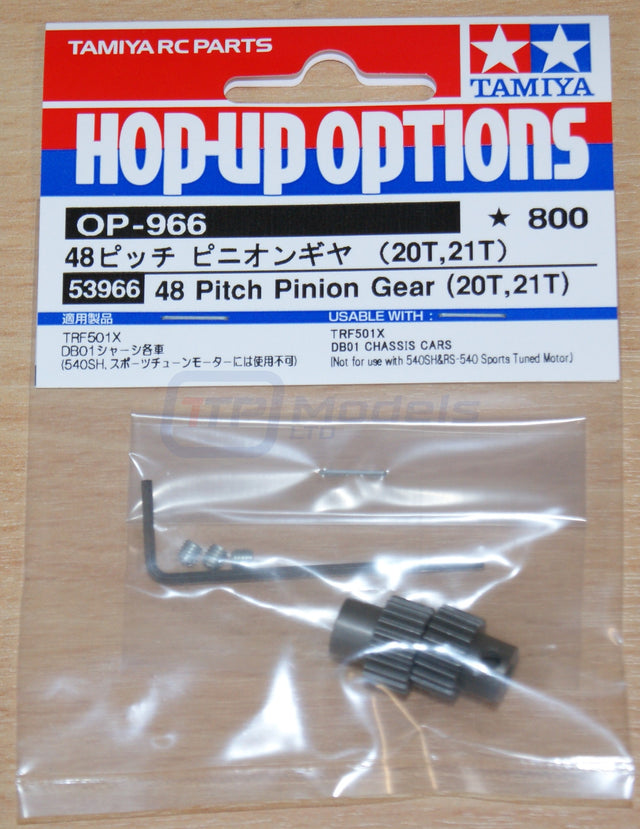 TAMIYA RC PARTS
TAMIYA
HOP-UP OPTIONS
OP-966
★ 800
48ピッチ ピニオンギヤ (20T,21T)
53966 48 Pitch Pinion Gear (20T,21T)
適用製品
TRF501X
DB01シャーシ各車
(540SH、スポーツチューンモーターには使用不可)
USABLE WITH :
TRF501X
DB01 CHASSIS CARS
(Not for use with 540SH&RS-540 Sports Tuned Motor)
TTP Models
LTD